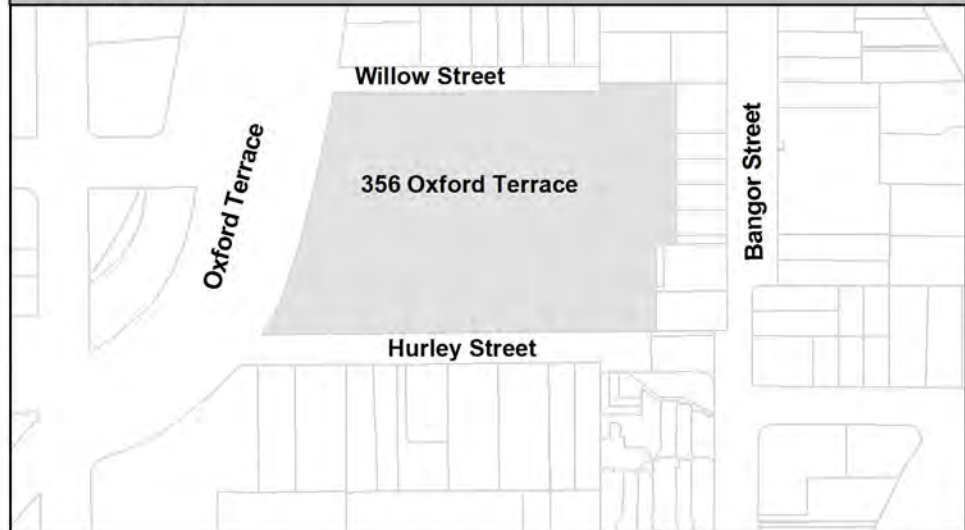 Willow Street
Oxford Terrace
356 Oxford Terrace
Bangor Street
Hurley Street